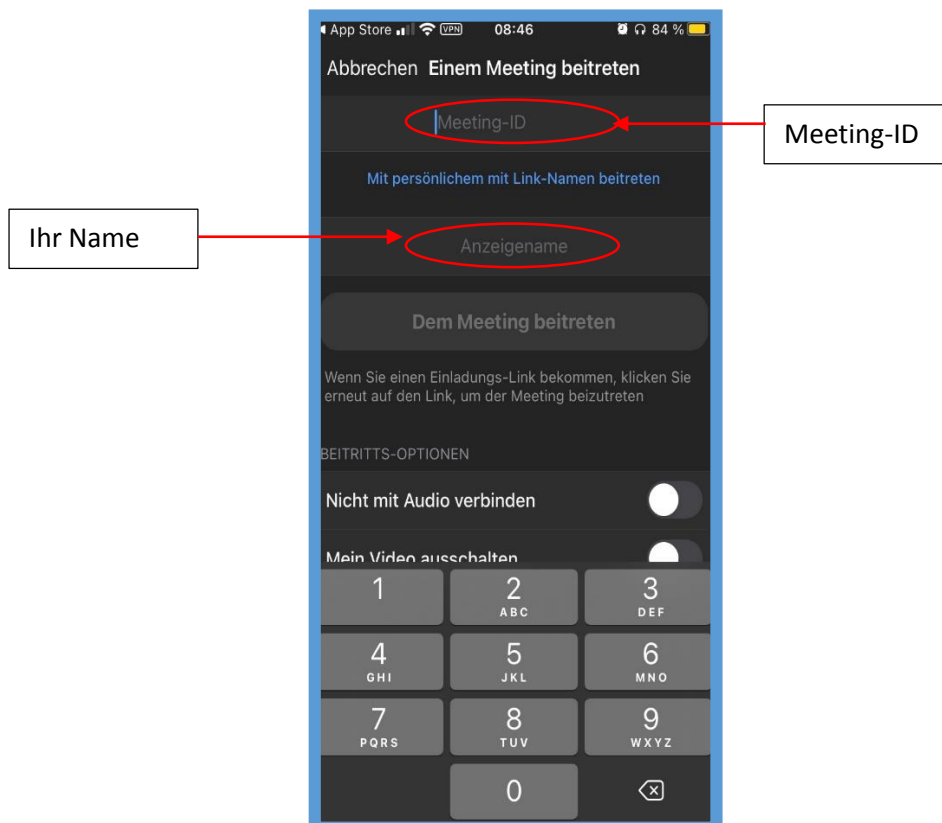 App Store VPN 08:46 84 %
Abbrechen Einem Meeting beitreten
Meeting-ID
Meeting-ID
Mit persönlichem mit Link-Namen beitreten
Ihr Name
Anzeigename
Dem Meeting beitreten
Wenn Sie einen Einladungs-Link bekommen, klicken Sie
erneut auf den Link, um der Meeting beizutreten
BEITRITTS-OPTIONEN
Nicht mit Audio verbinden
Mein Video ausschalten
1 2 3
ABC DEF
4 5 6
GHI JKL MNO
7 8 9
PQRS TUV WXYZ
0